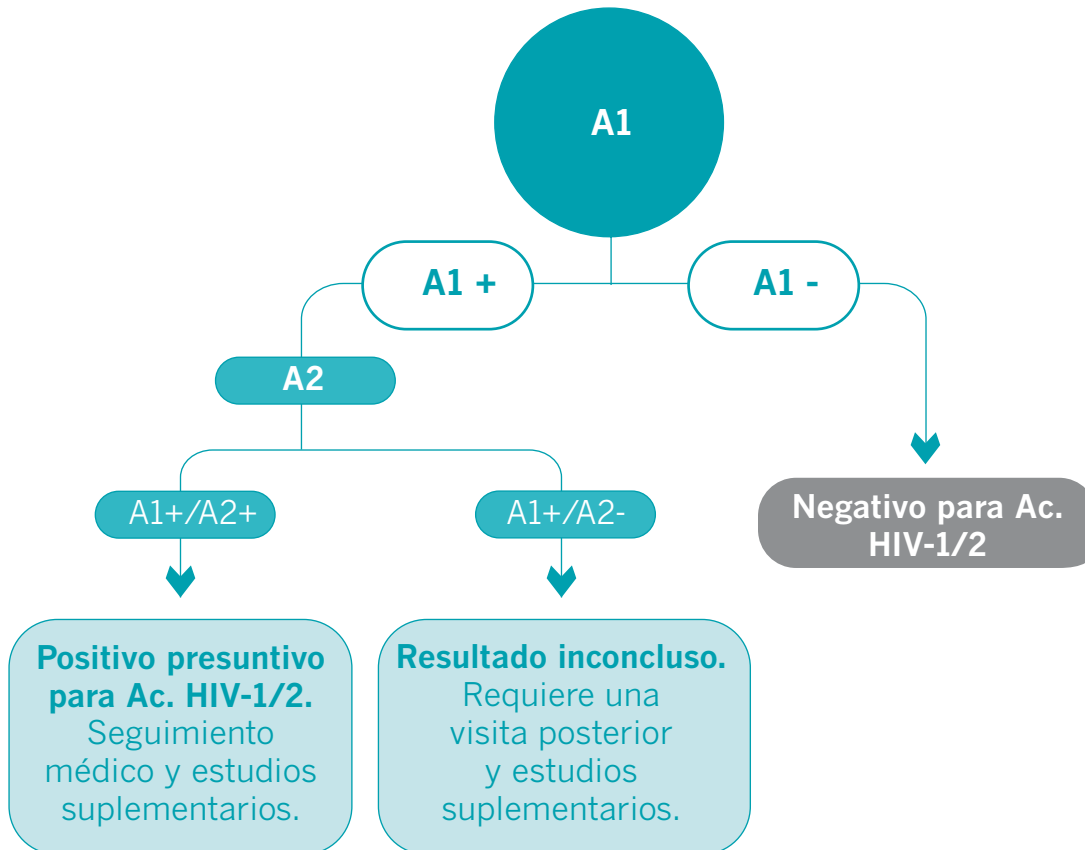 A1
A1 +
A1 -
A2
A1+/A2+
A1+/A2-
Negativo para Ac.
HIV-1/2
Positivo presuntivo
para Ac. HIV-1/2.
Seguimiento
médico y estudios
suplementarios.
Resultado inconcluso.
Requiere una
visita posterior
y estudios
suplementarios.